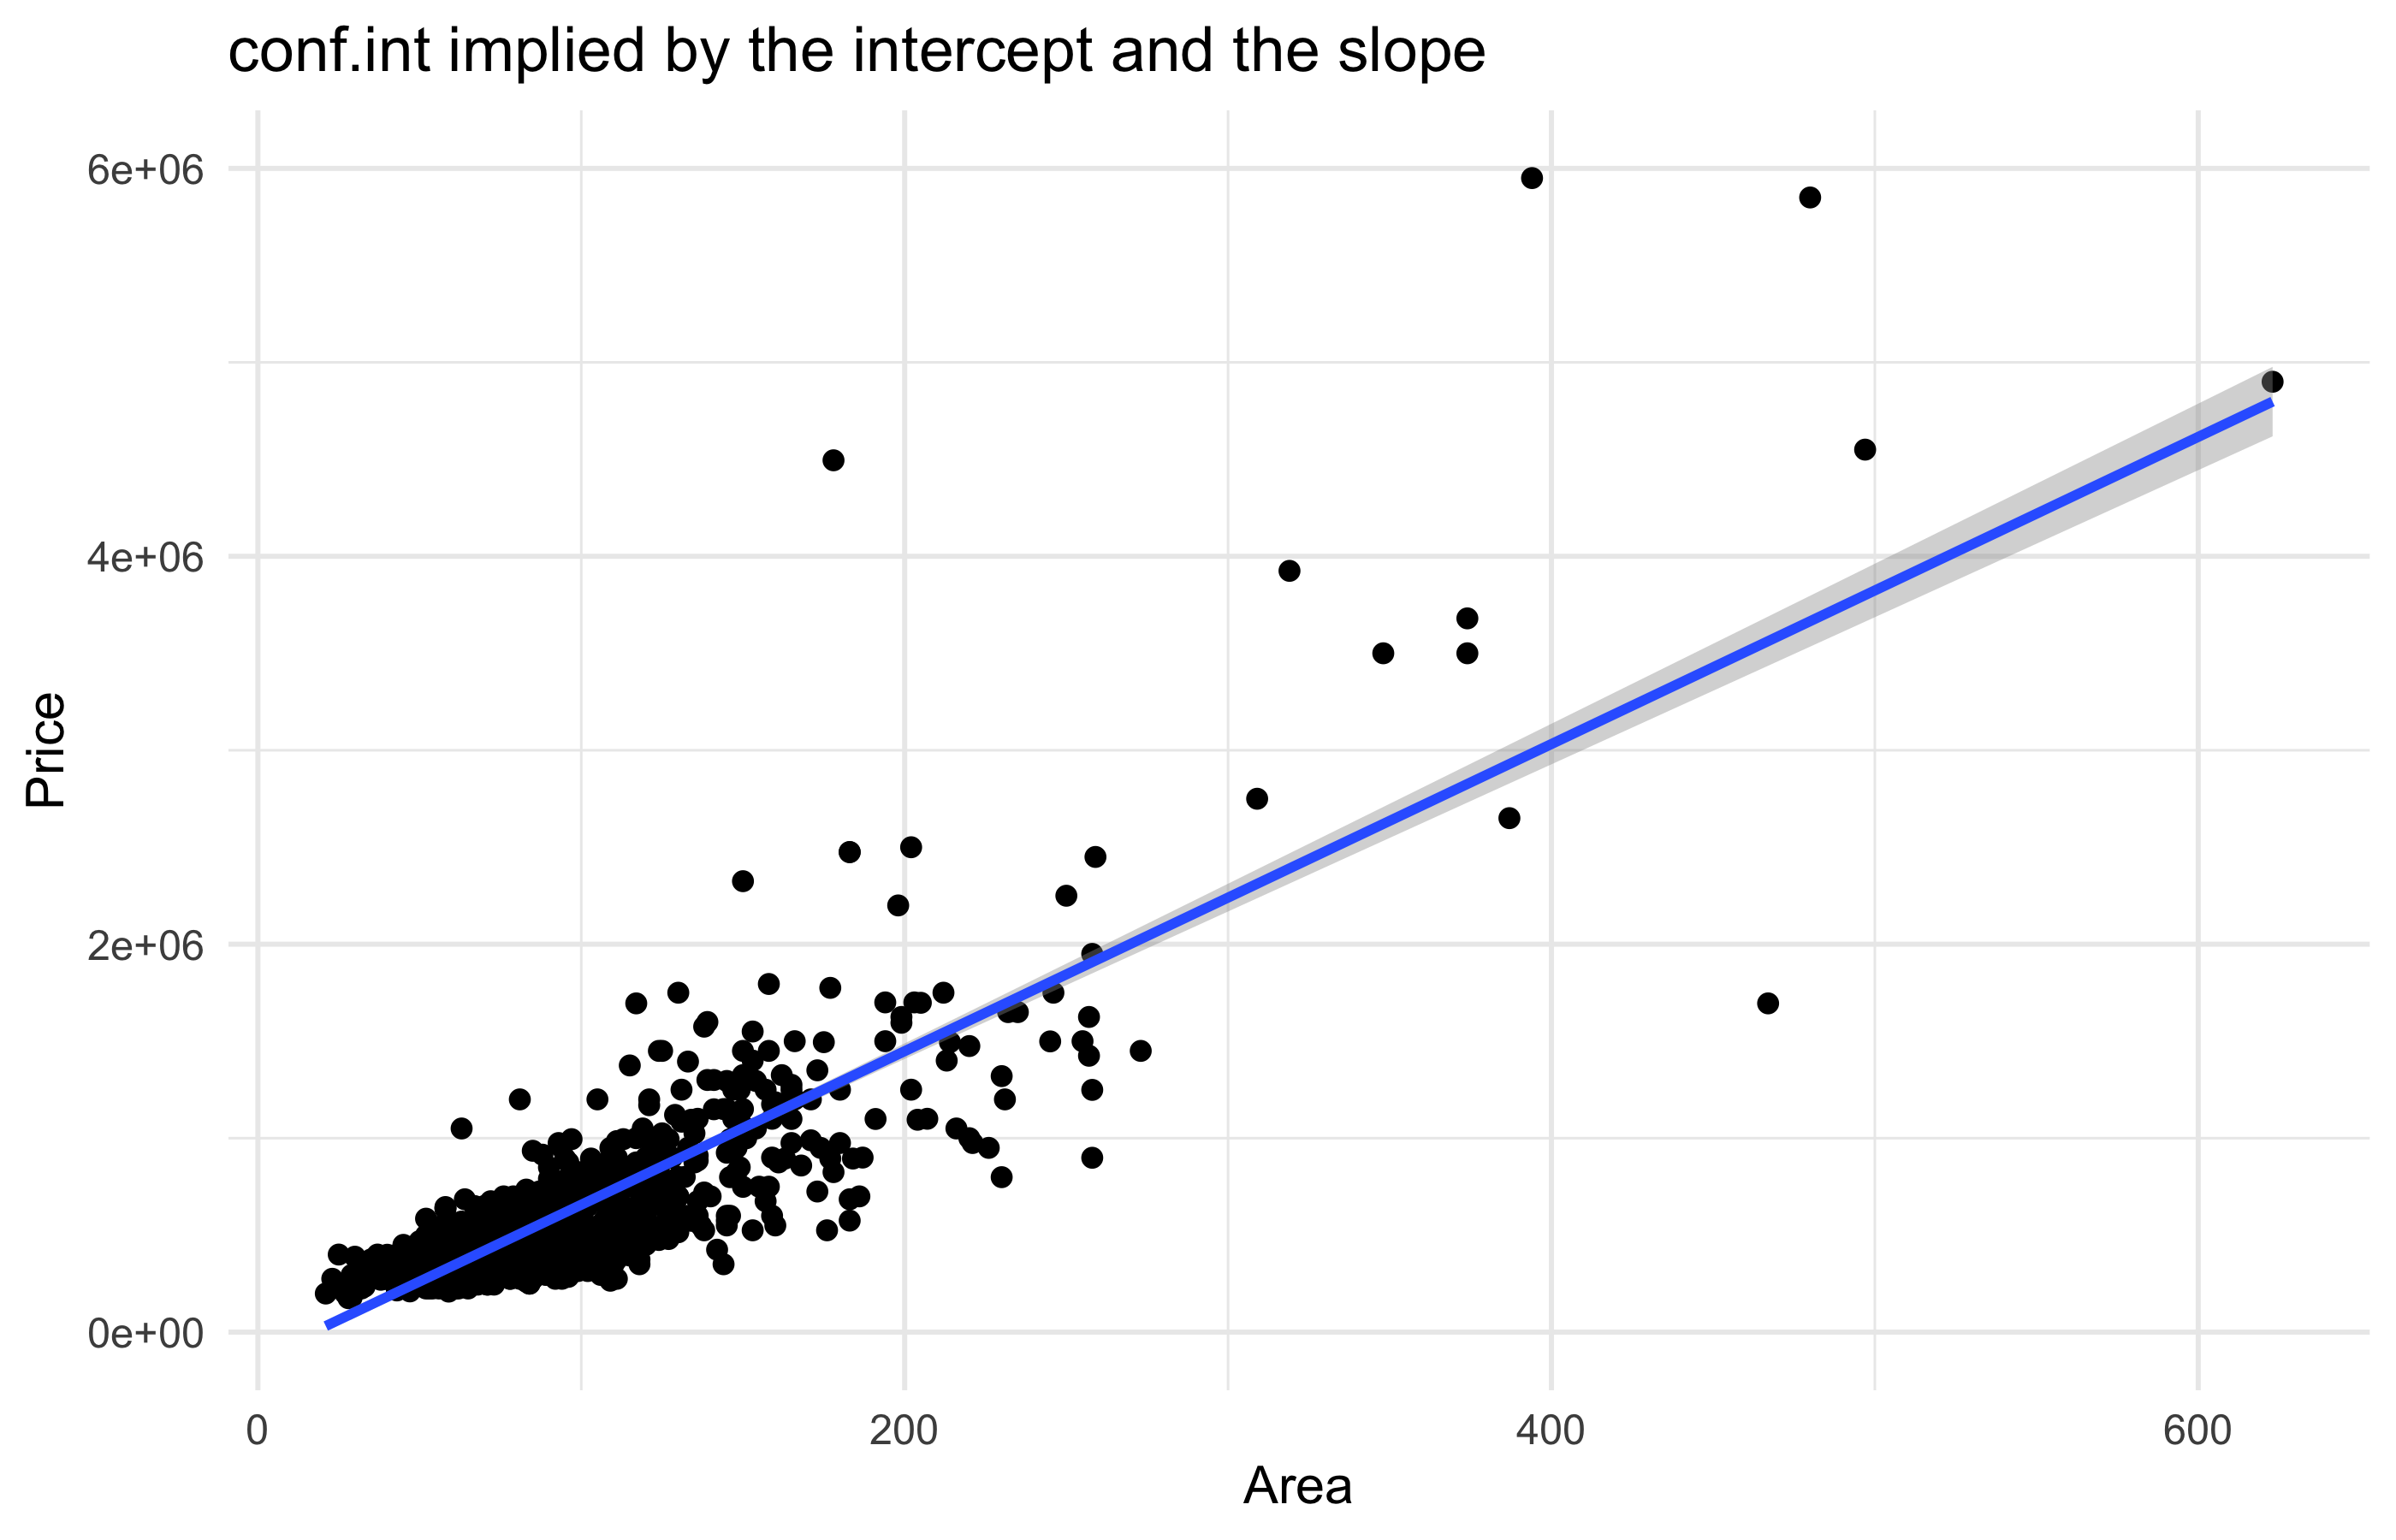 conf.int implied by the intercept and the slope
6e+06
4e+06
2e+06
0e+00
Price
0
200
400
600
Area